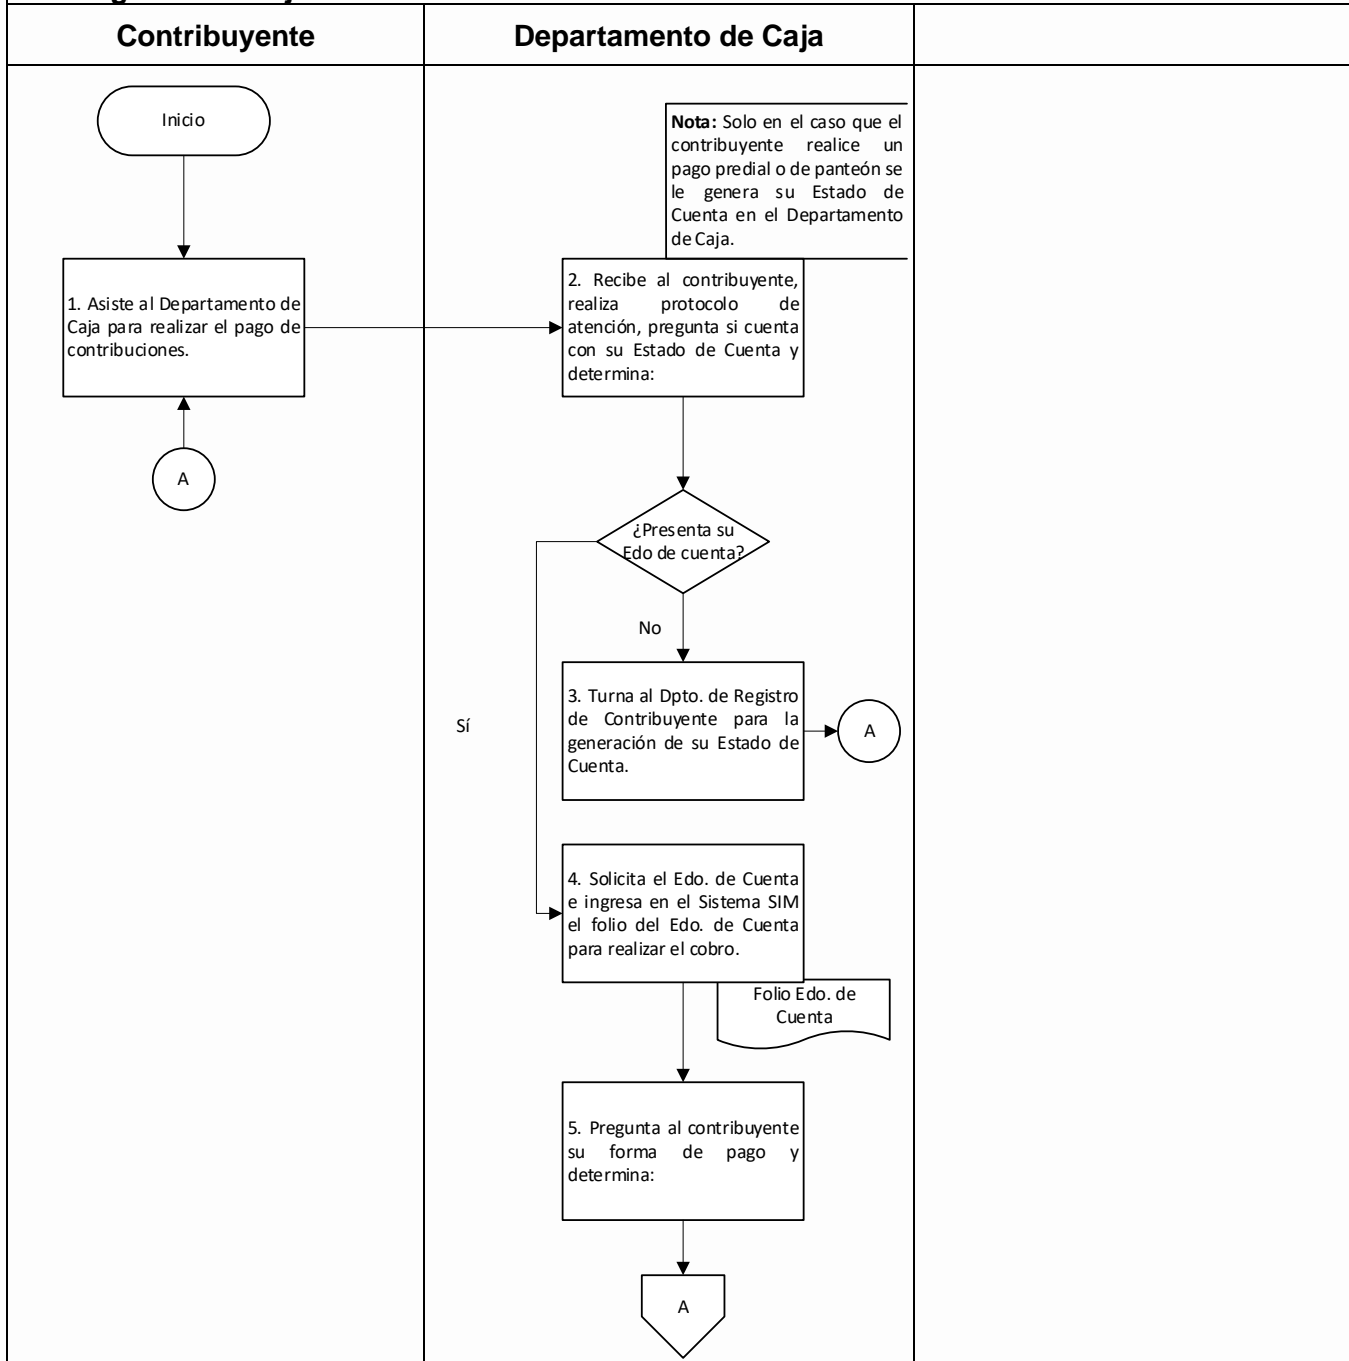 Contribuyente
Departamento de Caja
Inicio
Nota: Solo en el caso que el
contribuyente realice un
pago predial o de panteón se
le genera su Estado de
Cuenta en el Departamento
de Caja.
1. Asiste al Departamento de
Caja para realizar el pago de
contribuciones.
2. Recibe al contribuyente,
realiza protocolo de
atención, pregunta si cuenta
con su Estado de Cuenta y
determina:
A
¿Presenta su
Edo de cuenta?
No
Sí
3. Turna al Dpto. de Registro
de Contribuyente para la
generación de su Estado de
Cuenta.
A
4. Solicita el Edo. de Cuenta
e ingresa en el Sistema SIM
el folio del Edo. de Cuenta
para realizar el cobro.
Folio Edo. de
Cuenta
5. Pregunta al contribuyente
su forma de pago y
determina:
A